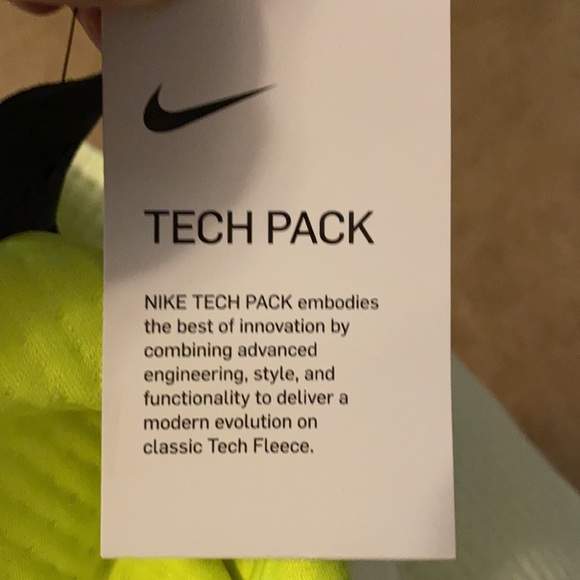 TECH PACK
NIKE TECH PACK embodies
the best of innovation by
combining advanced
engineering, style, and
functionality to deliver a
modern evolution on
classic Tech Fleece.